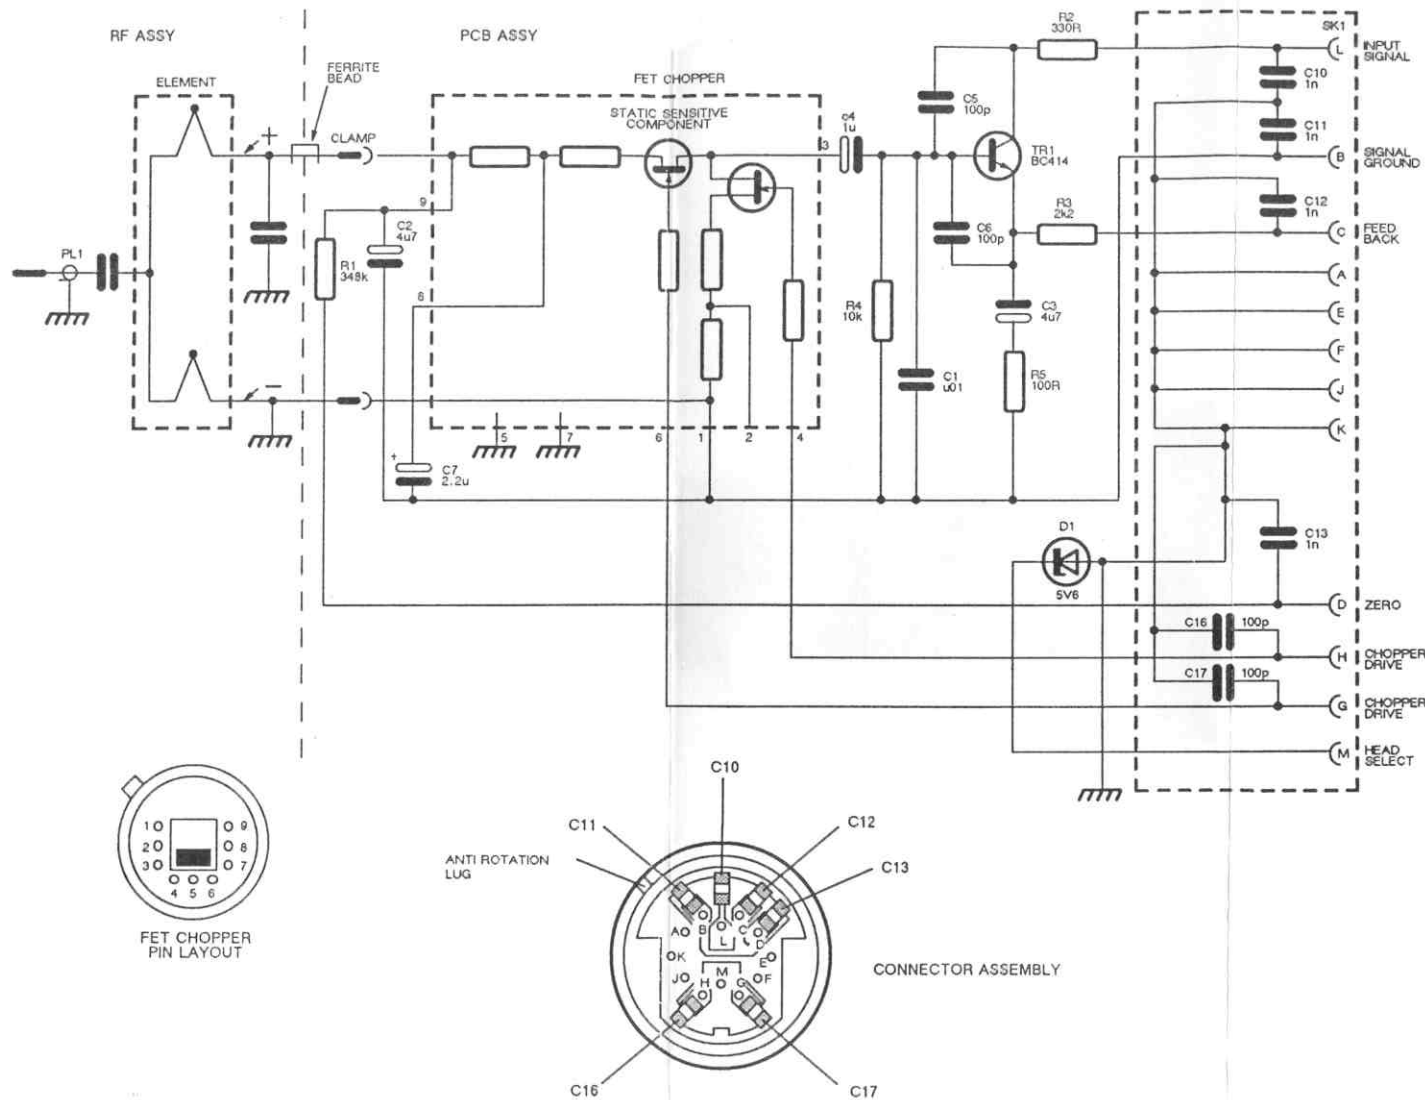 RF ASSY
PCB ASSY
R2
330R
SK1
L
INPUT
SIGNAL
FERRITE
BEAD
ELEMENT
FET CHOPPER
C10
1n
STATIC SENSITIVE
COMPONENT
C5
100p
c4
1u
C11
1n
+
CLAMP
3
TR1
BC414
B
SIGNAL
GROUND
9
C2
4u7
R3
2k2
C12
1n
C6
100p
C
FEED
BACK
PL1
R1
348k
A
8
R4
10k
C3
4u7
E
F
C1
u01
R5
100R
J
–
K
5
7
6
1
2
4
+
C7
2.2u
D1
5V6
C13
1n
D
ZERO
C16
100p
H
CHOPPER
DRIVE
C17
100p
G
CHOPPER
DRIVE
M
HEAD
SELECT
C10
C11
C12
C13
ANTI ROTATION
LUG
1
2
3
4
5
6
7
8
9
FET CHOPPER
PIN LAYOUT
A
B
L
C
D
K
E
J
H
M
G
F
CONNECTOR ASSEMBLY
C16
C17